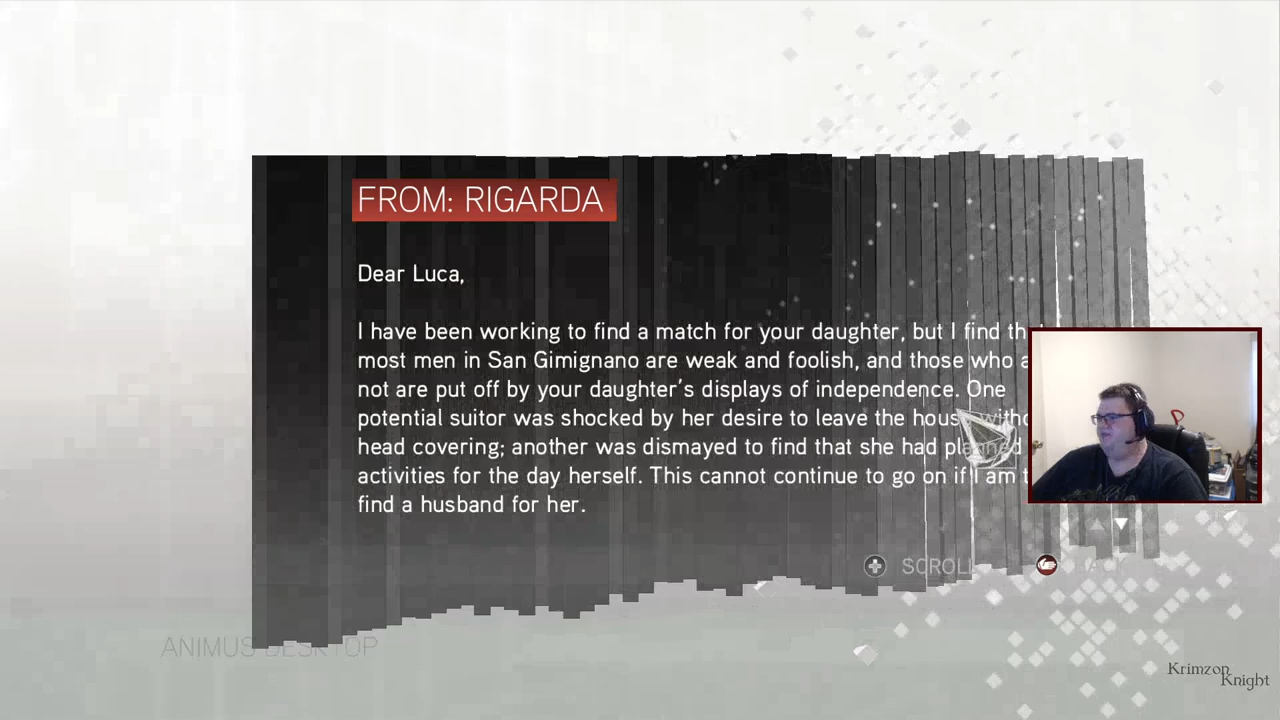 FROM: RIGARDA
Dear Luca,
I have been working to find a match for your daughter, but I find
most men in San Gimignano are weak and foolish, and those who
not are put off by your daughter's displays of independence. One
potential suitor was shocked by her desire to leave the house
head covering; another was dismayed to find that she had planned
activities for the day herself. This cannot continue to go on if I am
find a husband for her.
SCROLL
ANIMUS DESKTOP
Krimzon
Knight